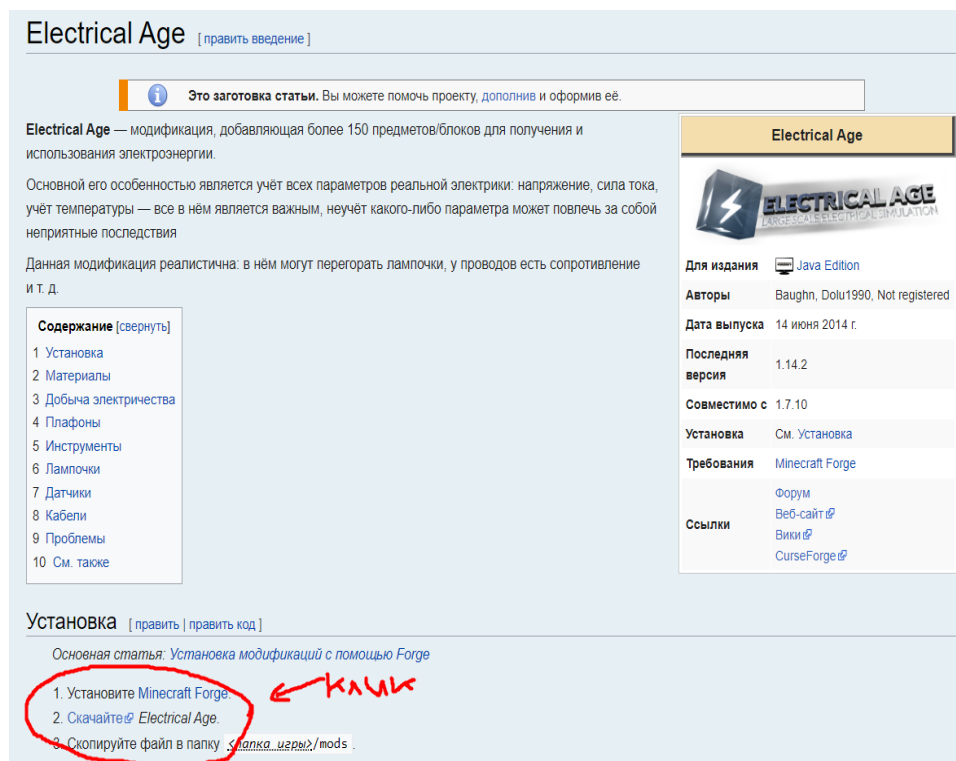 Electrical Age [ править введение ]
Это заготовка статьи. Вы можете помочь проекту, дополнив и оформив её.
Electrical Age — модификация, добавляющая более 150 предметов/блоков для получения и
использования электроэнергии.
Основной его особенностью является учёт всех параметров реальной электрики: напряжение, сила тока,
учёт температуры — все в нём является важным, неучёт какого-либо параметра может повлечь за собой
неприятные последствия
Данная модификация реалистична: в нём могут перегорать лампочки, у проводов есть сопротивление
и т. д.
Содержание [свернуть]
1 Установка
2 Материалы
3 Добыча электричества
4 Плафоны
5 Инструменты
6 Лампочки
7 Датчики
8 Кабели
9 Проблемы
10 См. также
Electrical Age
ELECTRICAL AGE
LARGE SCALE ELECTRICAL SIMULATION
Для издания Java Edition
Авторы Baughn, Dolu1990, Not registered
Дата выпуска 14 июня 2014 г.
Последняя
версия 1.14.2
Совместимо с 1.7.10
Установка См. Установка
Требования Minecraft Forge
Ссылки
Форум
Веб-сайт
Вики
CurseForge
Установка [ править | править код ]
Основная статья: Установка модификаций с помощью Forge
1. Установите Minecraft Forge.
клик
2. Скачайте Electrical Age.
3. Скопируйте файл в папку <папка игры>/mods .